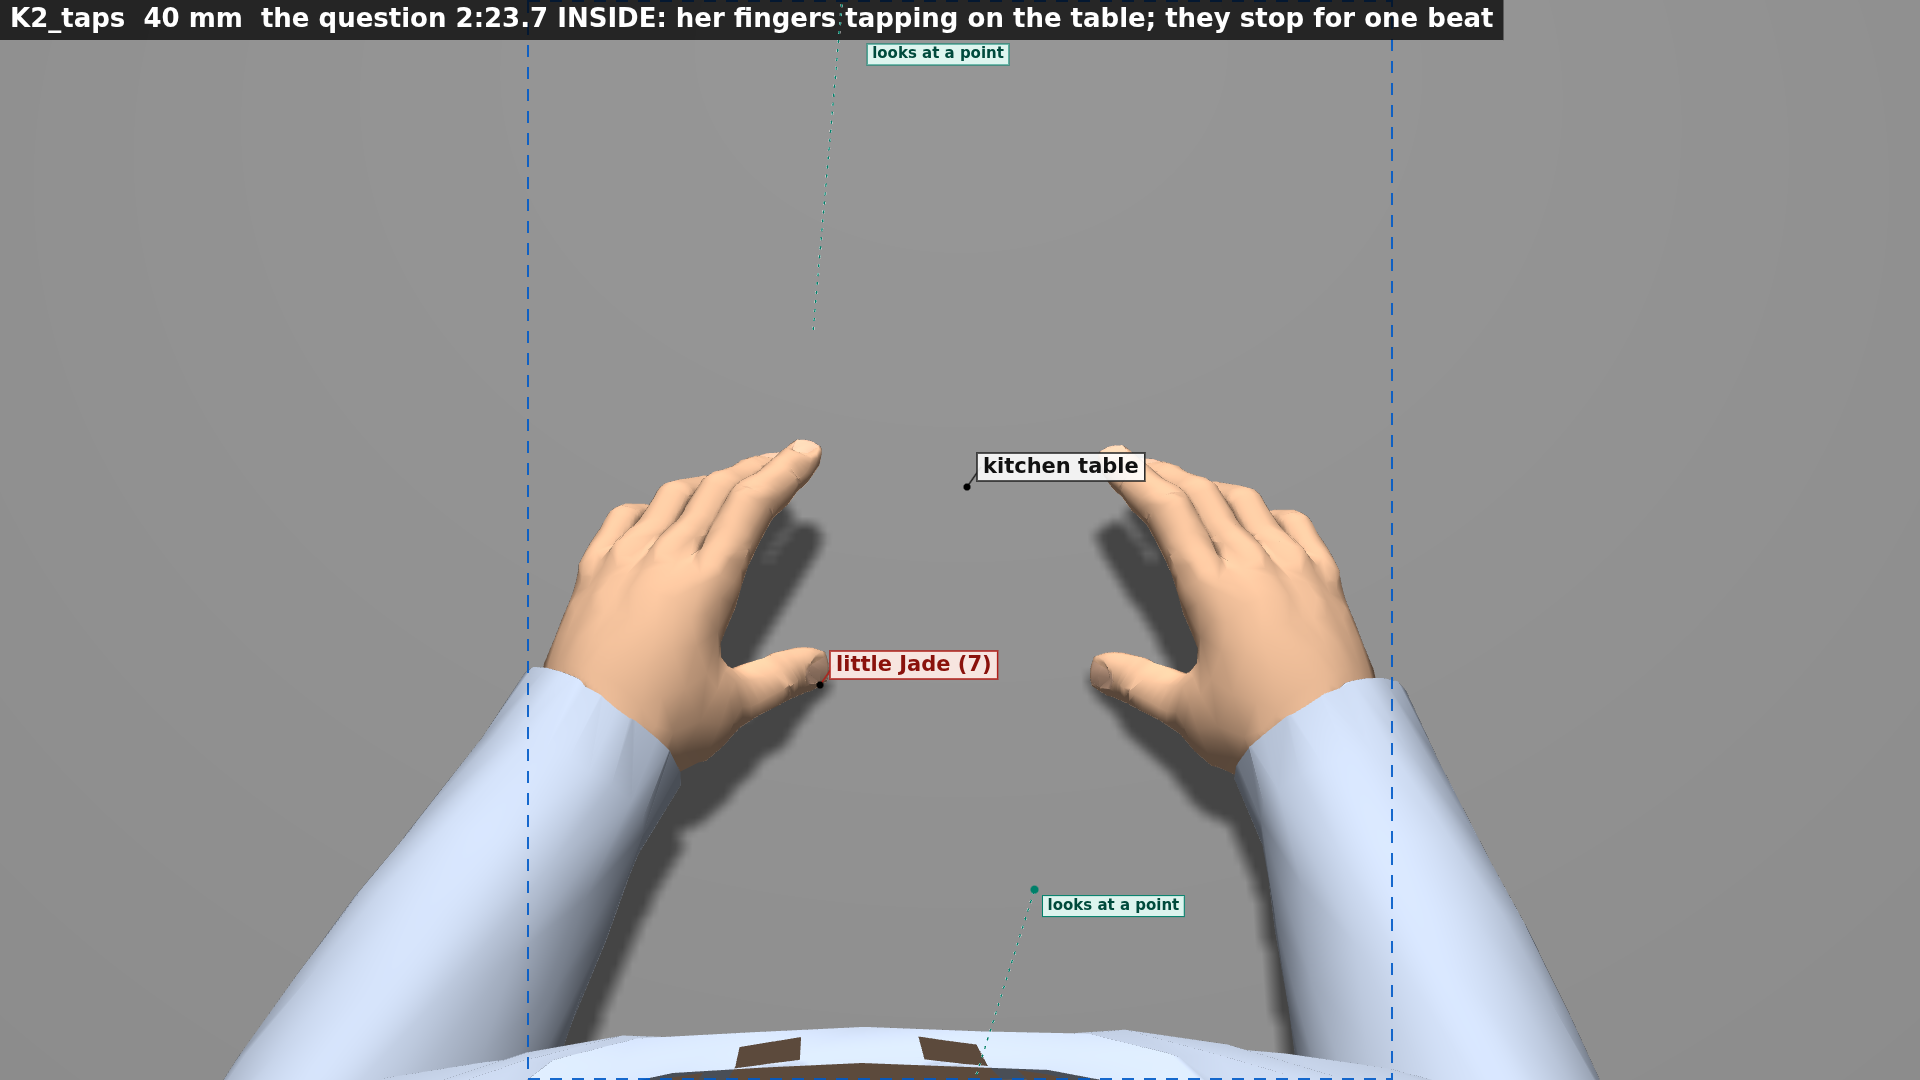 K2_taps 40 mm the question 2:23.7 INSIDE: her fingers tapping on the table; they stop for one beat
looks at a point
kitchen table
little Jade (7)
looks at a point